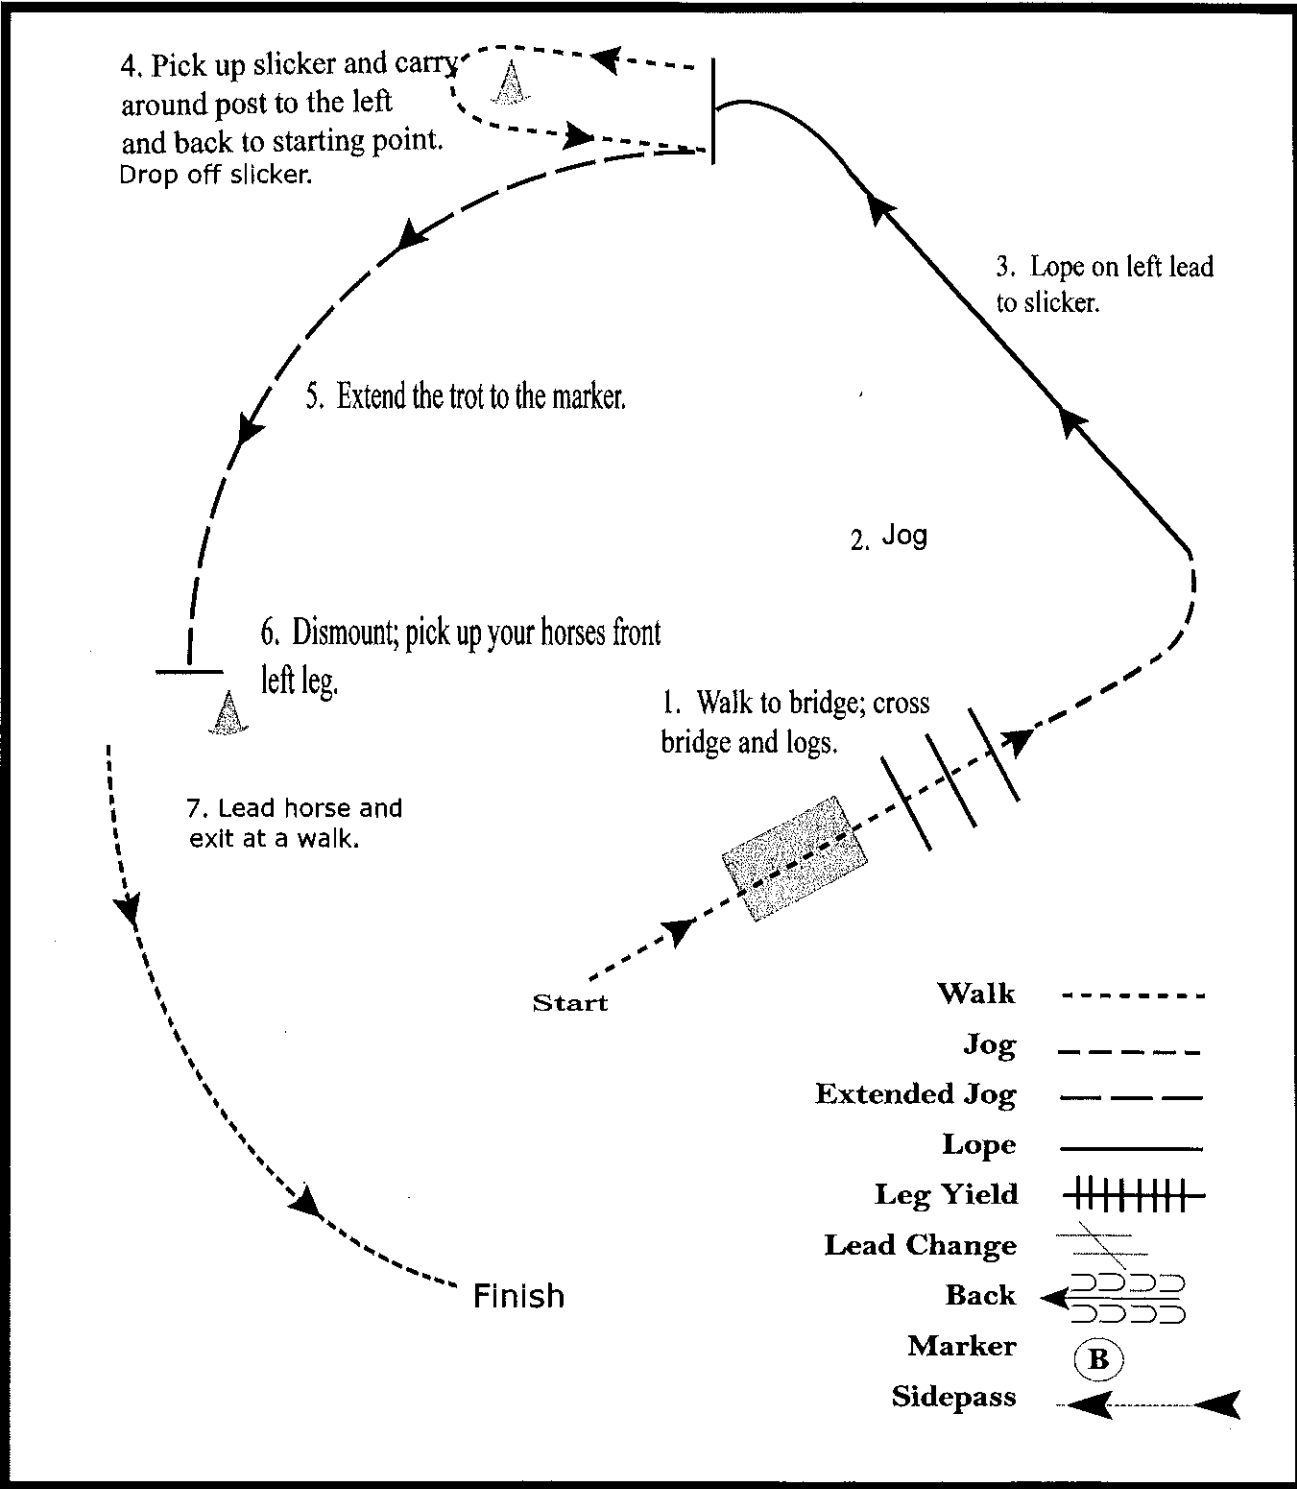 4. Pick up slicker and carry
around post to the left
and back to starting point.
Drop off slicker.
3. Lope on left lead
to slicker.
5. Extend the trot to the marker.
2. Jog
6. Dismount; pick up your horses front
left leg.
1. Walk to bridge; cross
bridge and logs.
7. Lead horse and
exit at a walk.
Start
Finish
Walk
Jog
Extended Jog
Lope
Leg Yield
Lead Change
Back
Marker B
Sidepass